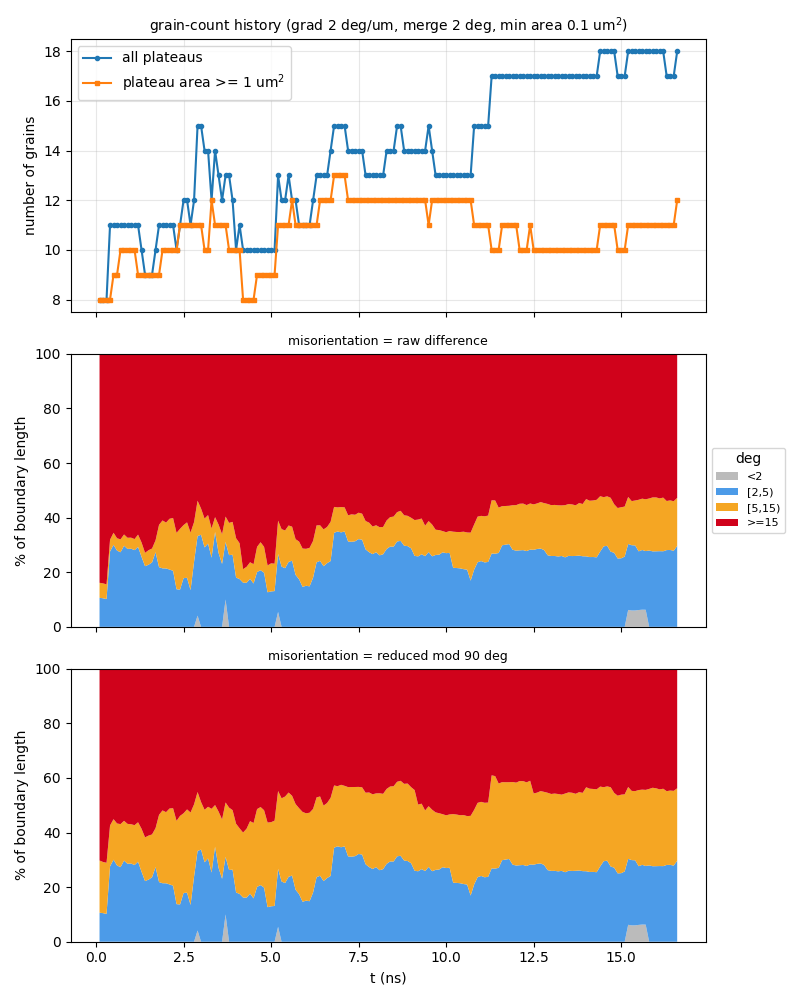 grain-count history (grad 2 deg/um, merge 2 deg, min area 0.1 um²)
all plateaus
plateau area >= 1 um²
number of grains
18
16
14
12
10
8
misorientation = raw difference
% of boundary length
100
80
60
40
20
0
deg
<2
[2,5)
[5,15)
>=15
misorientation = reduced mod 90 deg
% of boundary length
100
80
60
40
20
0
0.0 2.5 5.0 7.5 10.0 12.5 15.0
t (ns)